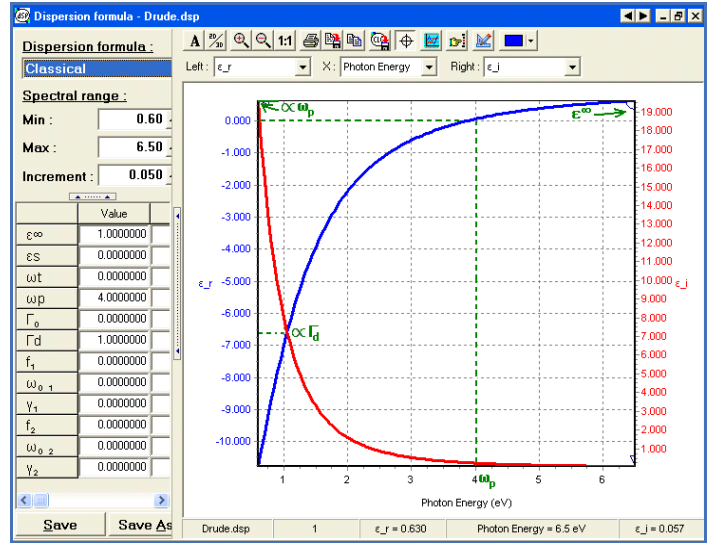 Dispersion formula - Drude.dsp
A 2D/3D 1:1
Dispersion formula :
Classical
Left : ε_r X : Photon Energy Right : ε_i
Spectral range :
Min : 0.60
Max : 6.50
Increment : 0.050
Value
ε∞ 1.0000000
εs 0.0000000
ωt 0.0000000
ωp 4.0000000
Γ₀ 0.0000000
Γd 1.0000000
f₁ 0.0000000
ω₀ ₁ 0.0000000
γ₁ 0.0000000
f₂ 0.0000000
ω₀ ₂ 0.0000000
γ₂ 0.0000000
Save Save As
∝ωp
ε∞
∝Γd
ωp
0.000
-1.000
-2.000
-3.000
-4.000
-5.000
-6.000
-7.000
-8.000
-9.000
-10.000
ε_r
19.000
18.000
17.000
16.000
15.000
14.000
13.000
12.000
11.000
10.000
9.000
8.000
7.000
6.000
5.000
4.000
3.000
2.000
1.000
ε_i
1 2 3 4 5 6
Photon Energy (eV)
Drude.dsp 1 ε_r = 0.630 Photon Energy = 6.5 eV ε_i = 0.057